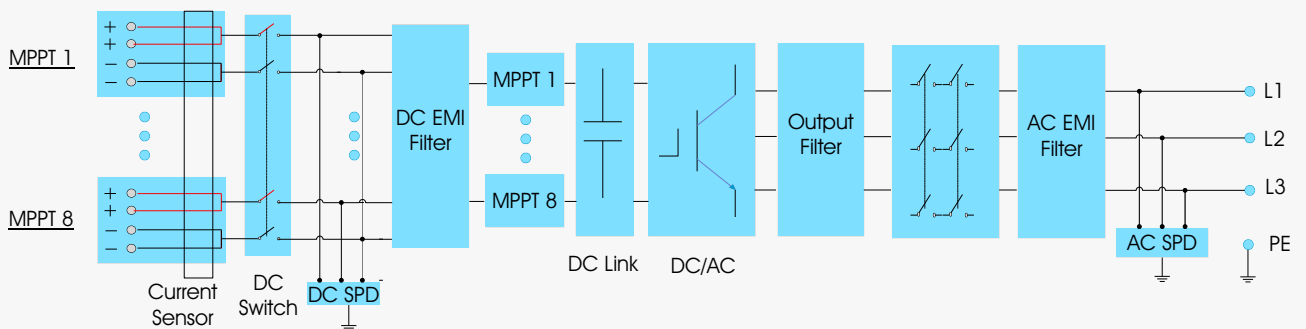 MPPT 1
+
+
−
−
MPPT 8
+
+
−
−
Current
Sensor
DC
Switch
DC SPD
DC EMI
Filter
MPPT 1
MPPT 8
DC Link
DC/AC
Output
Filter
AC EMI
Filter
L1
L2
L3
AC SPD
PE